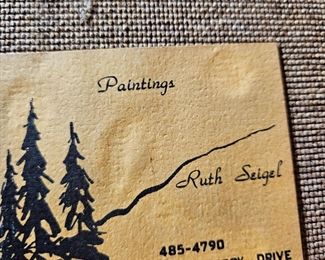 Paintings
Ruth Seigel
485-4790
DRIVE